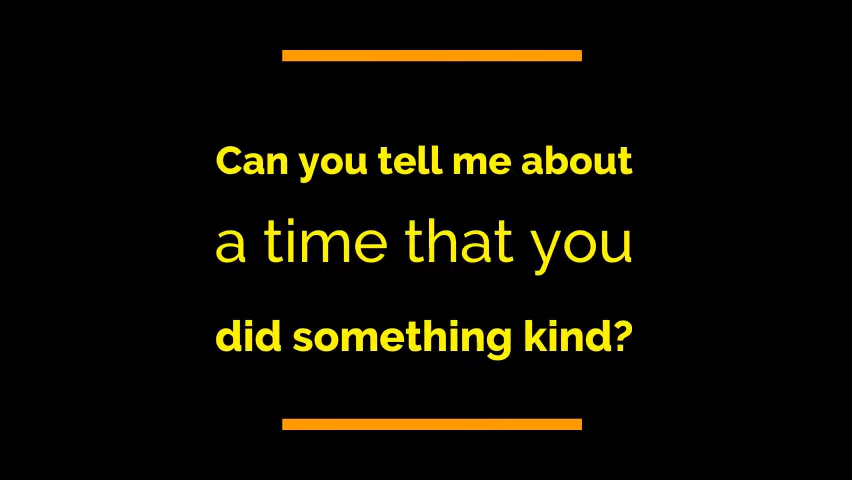 Can you tell me about
a time that you
did something kind?